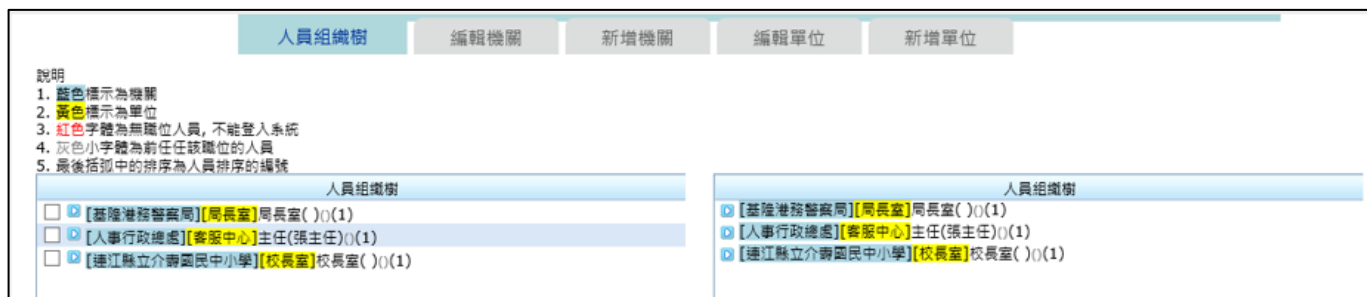 人員組織樹
編輯機關
新增機關
編輯單位
新增單位
說明
1. 藍色標示為機關
2. 黃色標示為單位
3. 紅色字體為無職位人員, 不能登入系統
4. 灰色小字體為前任任該職位的人員
5. 最後括弧中的排序為人員排序的編號
人員組織樹
[基隆港務警察局][局長室]局長室( )()(1)
[人事行政總處][客服中心]主任(張主任)()(1)
[連江縣立介壽國民中小學][校長室]校長室( )()(1)
人員組織樹
[基隆港務警察局][局長室]局長室( )()(1)
[人事行政總處][客服中心]主任(張主任)()(1)
[連江縣立介壽國民中小學][校長室]校長室( )()(1)